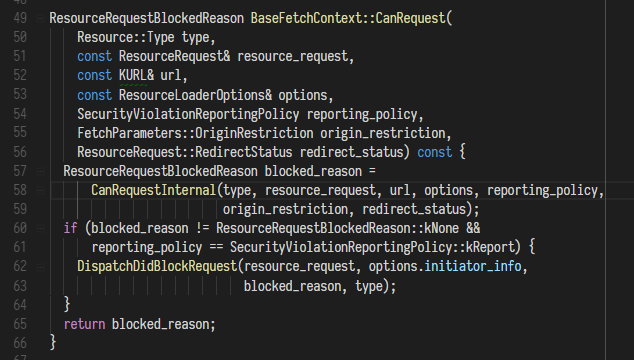 49 ResourceRequestBlockedReason BaseFetchContext::CanRequest(
50 Resource::Type type,
51 const ResourceRequest& resource_request,
52 const KURL& url,
53 const ResourceLoaderOptions& options,
54 SecurityViolationReportingPolicy reporting_policy,
55 FetchParameters::OriginRestriction origin_restriction,
56 ResourceRequest::RedirectStatus redirect_status) const {
57 ResourceRequestBlockedReason blocked_reason =
58 CanRequestInternal(type, resource_request, url, options, reporting_policy,
59 origin_restriction, redirect_status);
60 if (blocked_reason != ResourceRequestBlockedReason::kNone &&
61 reporting_policy == SecurityViolationReportingPolicy::kReport) {
62 DispatchDidBlockRequest(resource_request, options.initiator_info,
63 blocked_reason, type);
64 }
65 return blocked_reason;
66 }